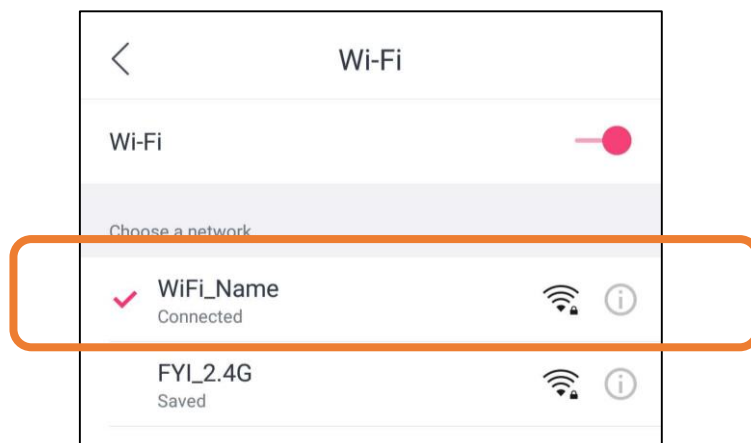 Wi-Fi
Wi-Fi
Choose a network
WiFi_Name
Connected
FYI_2.4G
Saved